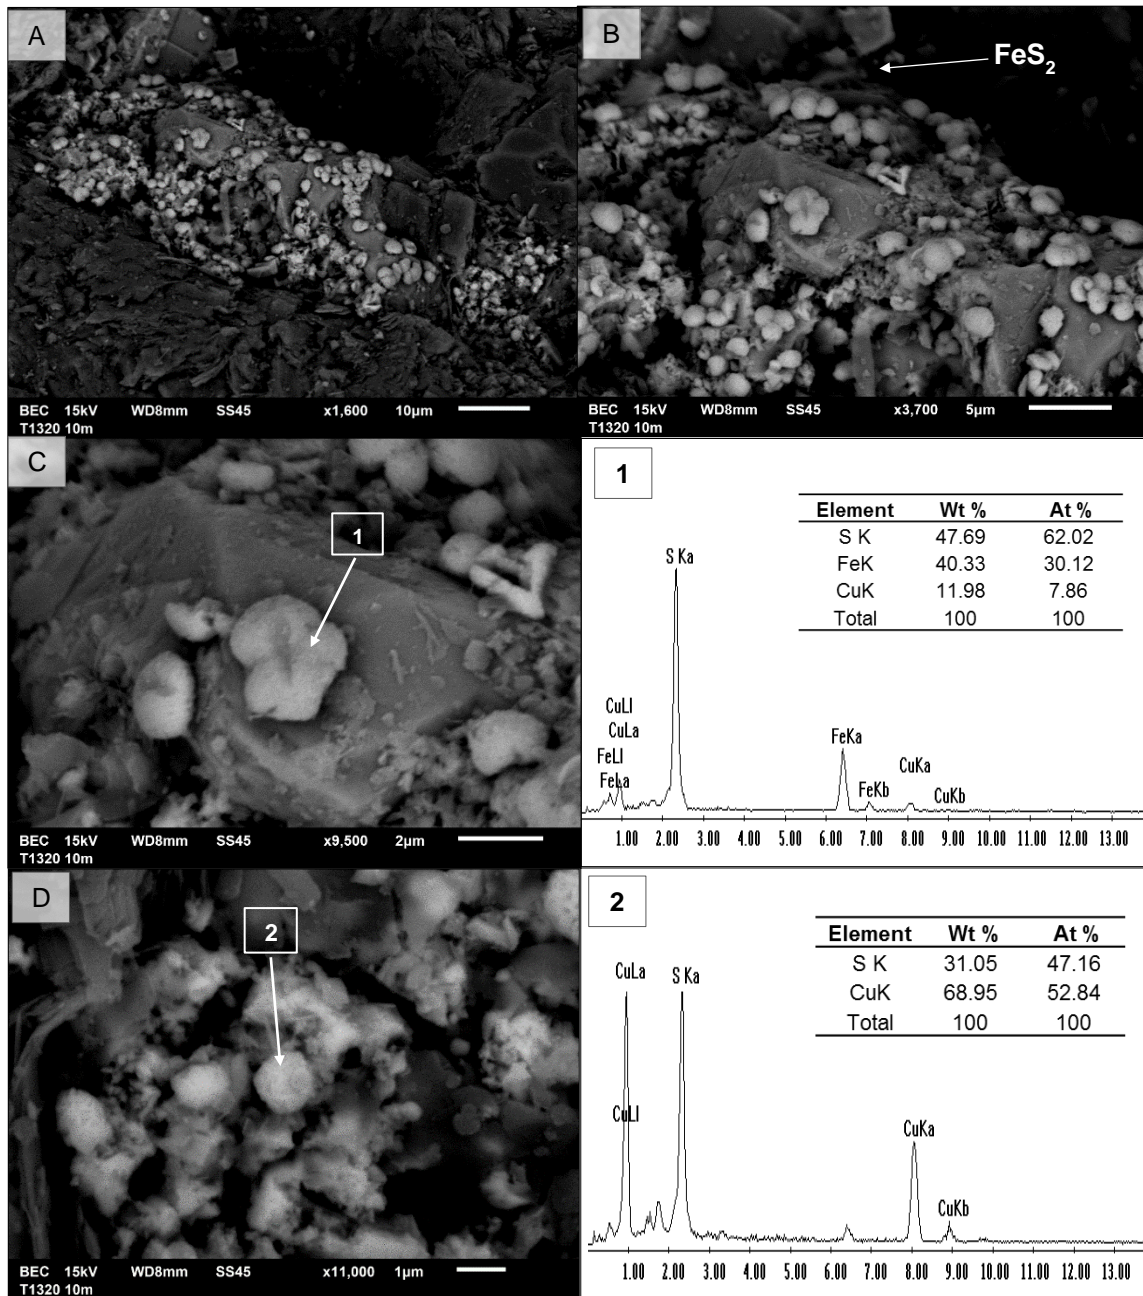 A
BEC 15kV WD8mm SS45 x1,600 10µm
T1320 10m
B
FeS2
BEC 15kV WD8mm SS45 x3,700 5µm
T1320 10m
C
1
BEC 15kV WD8mm SS45 x9,500 2µm
T1320 10m
1
Element Wt % At %
S K 47.69 62.02
FeK 40.33 30.12
CuK 11.98 7.86
Total 100 100
S Ka
CuLl
CuLa
FeLl
FeLa
FeKa
FeKb
CuKa
CuKb
1.00 2.00 3.00 4.00 5.00 6.00 7.00 8.00 9.00 10.00 11.00 12.00 13.00
D
2
BEC 15kV WD8mm SS45 x11,000 1µm
T1320 10m
2
Element Wt % At %
S K 31.05 47.16
CuK 68.95 52.84
Total 100 100
CuLa
S Ka
CuLl
CuKa
CuKb
1.00 2.00 3.00 4.00 5.00 6.00 7.00 8.00 9.00 10.00 11.00 12.00 13.00